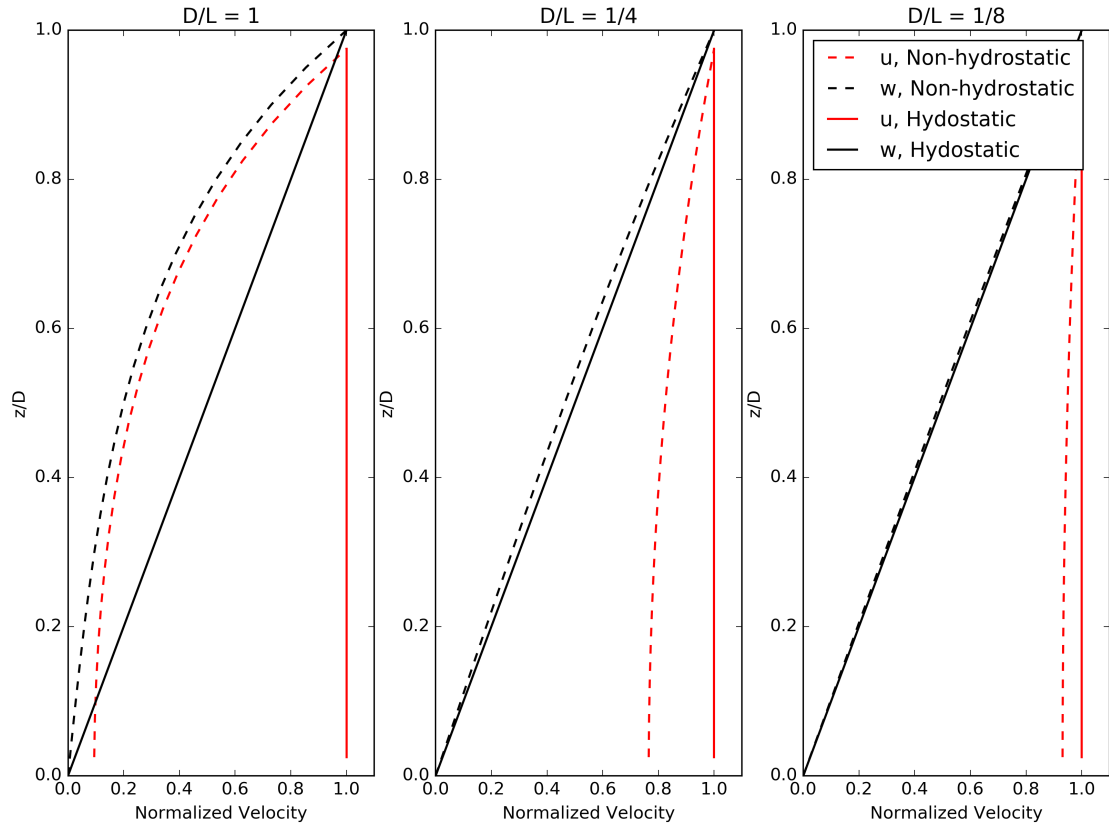 D/L = 1
D/L = 1/4
D/L = 1/8
u, Non-hydrostatic
w, Non-hydrostatic
u, Hydostatic
w, Hydostatic
1.0
0.8
0.6
0.4
0.2
0.0
z/D
0.0 0.2 0.4 0.6 0.8 1.0
Normalized Velocity
1.0
0.8
0.6
0.4
0.2
0.0
z/D
0.0 0.2 0.4 0.6 0.8 1.0
Normalized Velocity
1.0
0.8
0.6
0.4
0.2
0.0
z/D
0.0 0.2 0.4 0.6 0.8 1.0
Normalized Velocity